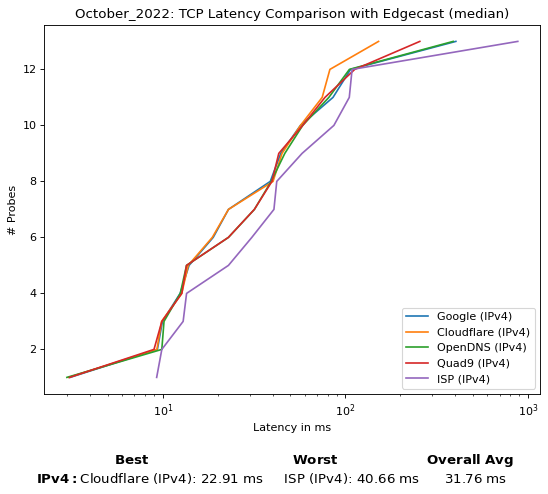 October_2022: TCP Latency Comparison with Edgecast (median)
# Probes
12
10
8
6
4
2
Google (IPv4)
Cloudflare (IPv4)
OpenDNS (IPv4)
Quad9 (IPv4)
ISP (IPv4)
10¹ 10² 10³
Latency in ms
Best Worst Overall Avg
IPv4: Cloudflare (IPv4): 22.91 ms ISP (IPv4): 40.66 ms 31.76 ms